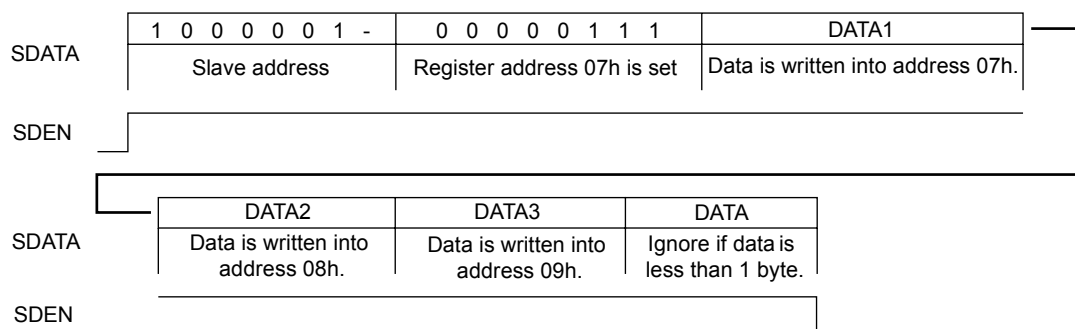 1 0 0 0 0 0 1 - 0 0 0 0 0 1 1 1 DATA1
SDATA
Slave address Register address 07h is set Data is written into address 07h.
SDEN
DATA2 DATA3 DATA
SDATA
Data is written into Data is written into Ignore if data is
address 08h. address 09h. less than 1 byte.
SDEN